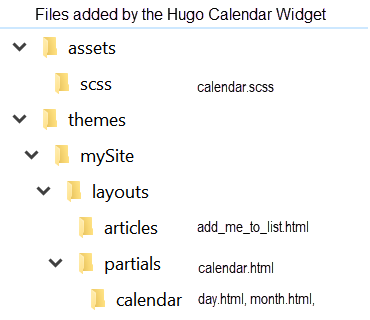 Files added by the Hugo Calendar Widget
assets
scss calendar.scss
themes
mySite
layouts
articles add_me_to_list.html
partials calendar.html
calendar day.html, month.html,